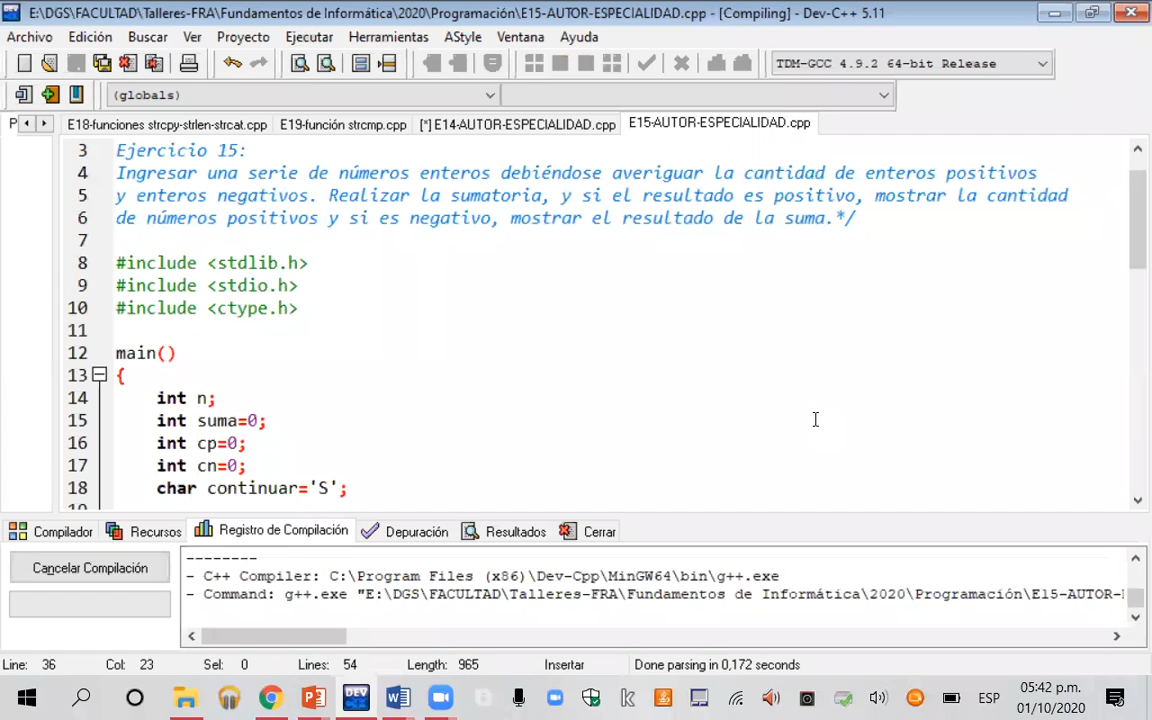 E:\DGS\FACULTAD\Talleres-FRA\Fundamentos de Informática\2020\Programación\E15-AUTOR-ESPECIALIDAD.cpp - [Compiling] - Dev-C++ 5.11
Archivo Edición Buscar Ver Proyecto Ejecutar Herramientas AStyle Ventana Ayuda
TDM-GCC 4.9.2 64-bit Release
(globals)
P E18-funciones strcpy-strlen-strcat.cpp E19-función strcmp.cpp [*] E14-AUTOR-ESPECIALIDAD.cpp E15-AUTOR-ESPECIALIDAD.cpp
3 Ejercicio 15:
4 Ingresar una serie de números enteros debiéndose averiguar la cantidad de enteros positivos
5 y enteros negativos. Realizar la sumatoria, y si el resultado es positivo, mostrar la cantidad
6 de números positivos y si es negativo, mostrar el resultado de la suma.*/
7
8 #include <stdlib.h>
9 #include <stdio.h>
10 #include <ctype.h>
11
12 main()
13 {
14 int n;
15 int suma=0;
16 int cp=0;
17 int cn=0;
18 char continuar='S';
Compilador Recursos Registro de Compilación Depuración Resultados Cerrar
Cancelar Compilación
--------
- C++ Compiler: C:\Program Files (x86)\Dev-Cpp\MinGW64\bin\g++.exe
- Command: g++.exe "E:\DGS\FACULTAD\Talleres-FRA\Fundamentos de Informática\2020\Programación\E15-AUTOR-
Line: 36 Col: 23 Sel: 0 Lines: 54 Length: 965 Insertar Done parsing in 0,172 seconds
DEV ESP 05:42 p.m.
01/10/2020